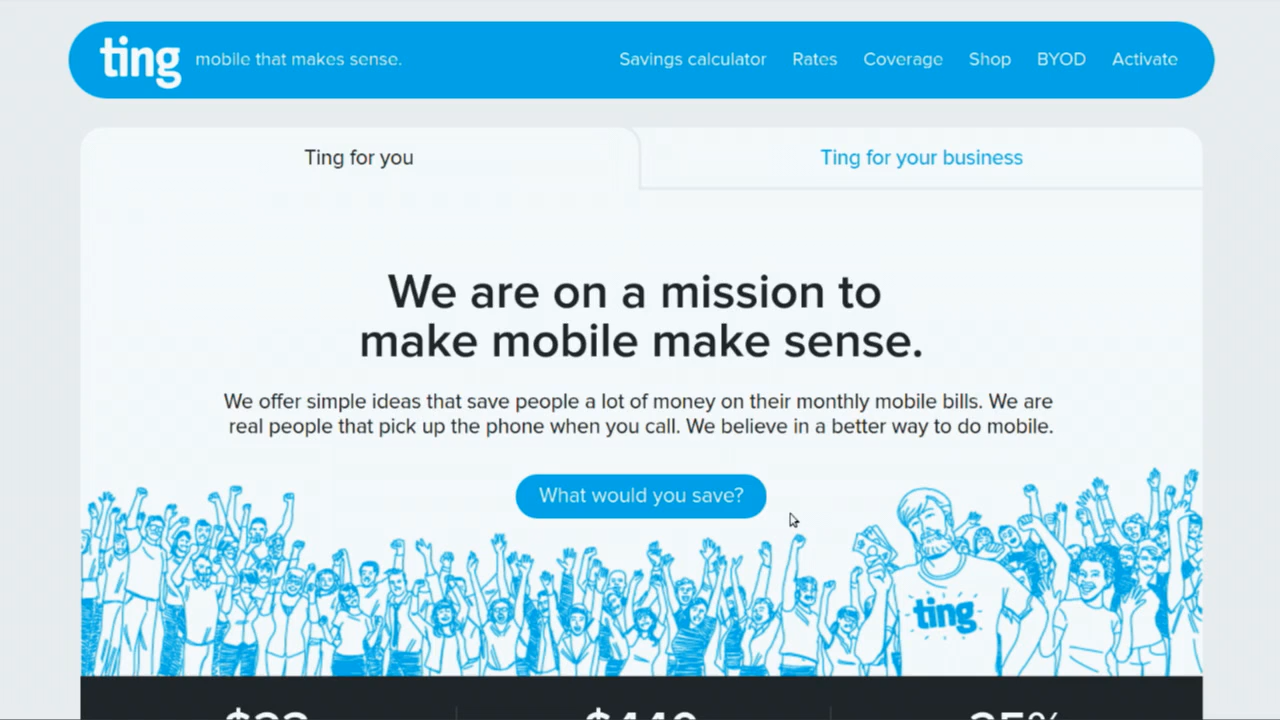 ting mobile that makes sense. Savings calculator Rates Coverage Shop BYOD Activate
Ting for you Ting for your business
We are on a mission to
make mobile make sense.
We offer simple ideas that save people a lot of money on their monthly mobile bills. We are
real people that pick up the phone when you call. We believe in a better way to do mobile.
What would you save?
ting